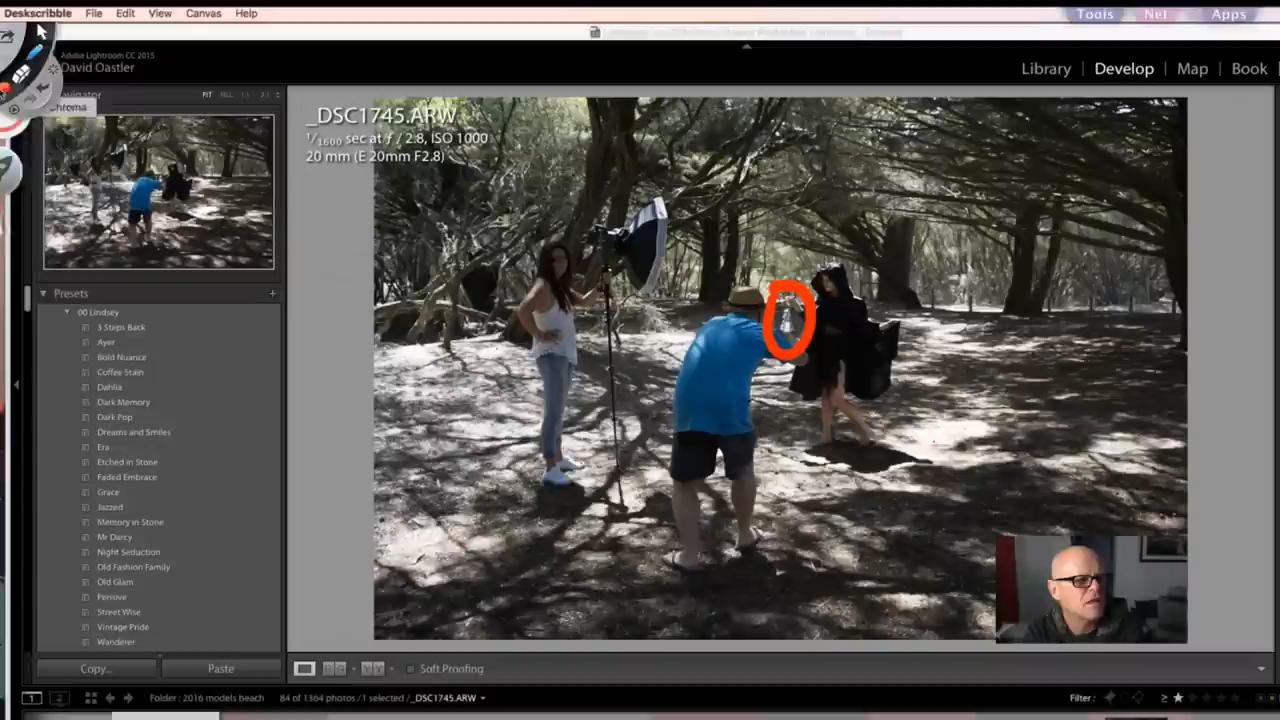 Deskscribble File Edit View Canvas Help
Tools Net Apps
Adobe Lightroom CC 2015
David Oastler
Library | Develop | Map | Book
FIT FILL
_DSC1745.ARW
1/1600 sec at f / 2.8, ISO 1000
20 mm (E 20mm F2.8)
Presets +
00 Lindsey
3 Steps Back
Ayer
Bold Nuance
Coffee Stain
Dahlia
Dark Memory
Dark Pop
Dreams and Smiles
Era
Etched in Stone
Faded Embrace
Grace
Jazzed
Memory in Stone
Mr Darcy
Night Seduction
Old Fashion Family
Old Glam
Pensive
Street Wise
Vintage Pride
Wanderer
Copy... Paste
Soft Proofing
1 2 Folder : 2016 models beach 84 of 1364 photos /1 selected /_DSC1745.ARW
Filter : ≥